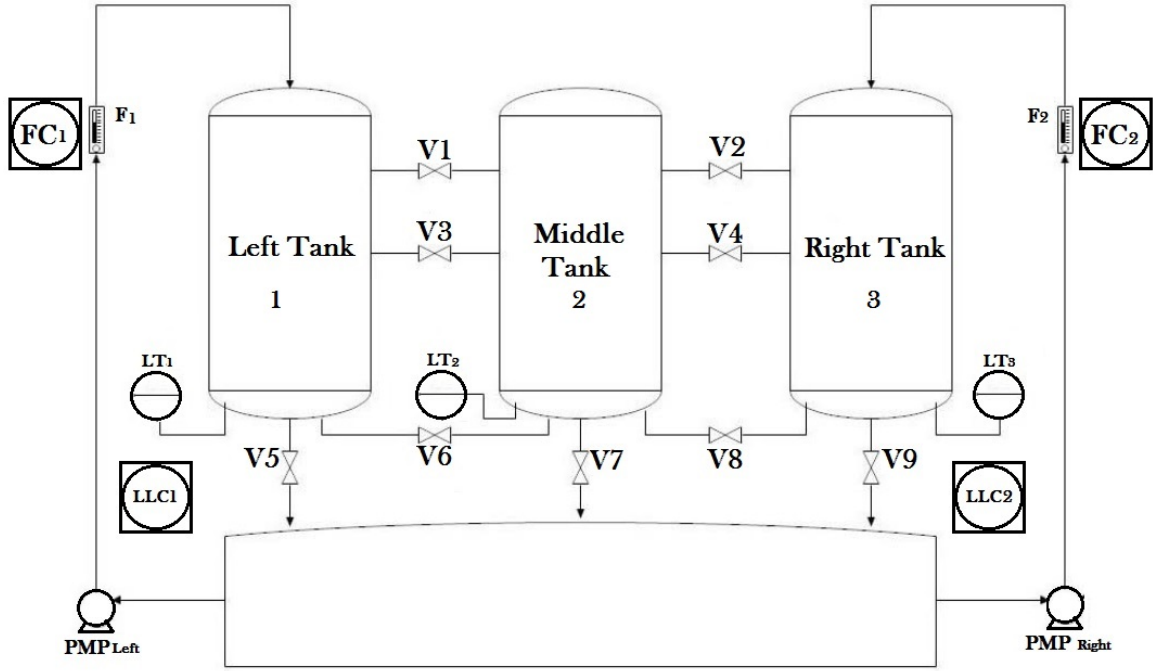 FC1
F1
F2
FC2
V1
V2
V3
V4
Left Tank
1
Middle
Tank
2
Right Tank
3
LT1
LT2
LT3
V5
V6
V7
V8
V9
LLC1
LLC2
PMP Left
PMP Right